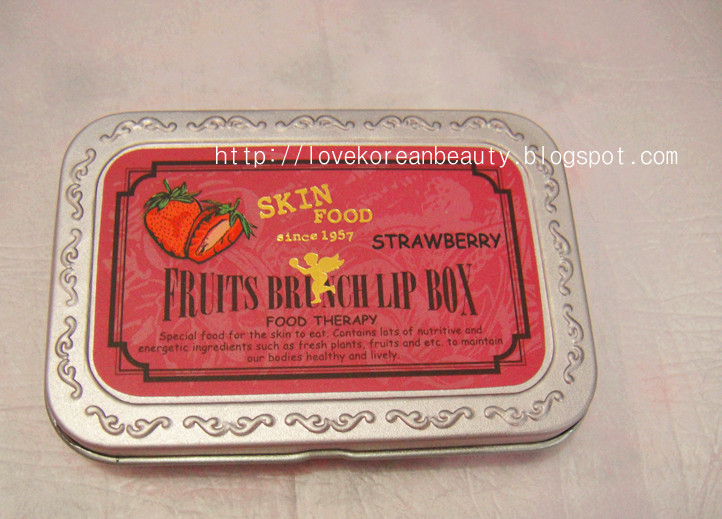 http://lovekoreanbeauty.blogspot.com/
SKIN
FOOD
since 1957
STRAWBERRY
FRUITS BRUNCH LIP BOX
FOOD THERAPY
Special food for the skin to eat. Contains lots of nutritive and
energetic ingredients such as fresh plants, fruits and etc. to maintain
our bodies healthy and lively.